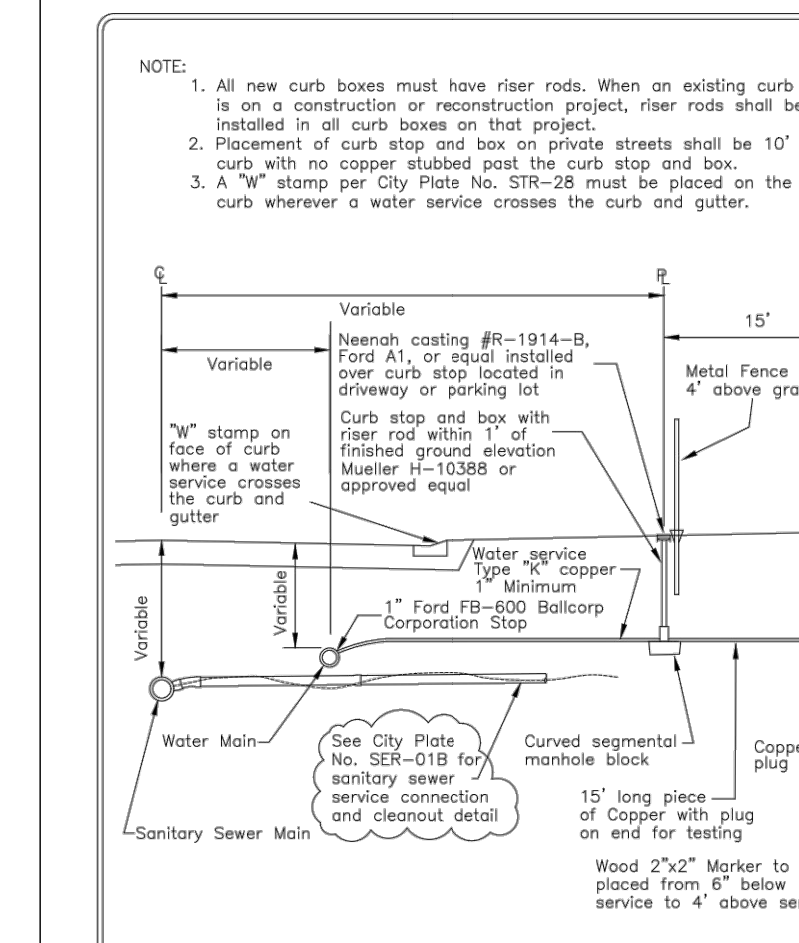 NOTE:
1. All new curb boxes must have riser rods. When an existing curb
is on a construction or reconstruction project, riser rods shall be
installed in all curb boxes on that project.
2. Placement of curb stop and box on private streets shall be 10'
curb with no copper stubbed past the curb stop and box.
3. A "W" stamp per City Plate No. STR-28 must be placed on the
curb wherever a water service crosses the curb and gutter.
℄
PL
Variable
15'
Variable
Neenah casting #R-1914-B,
Ford A1, or equal installed
over curb stop located in
driveway or parking lot
Metal Fence
4' above
Curb stop and box with
riser rod within 1' of
finished ground elevation
Mueller H-10388 or
approved equal
"W" stamp on
face of curb
where a water
service crosses
the curb and
gutter
Water service
Type "K" copper
1" Minimum
Variable
Variable
1" Ford FB-600 Ballcorp
Corporation Stop
Water Main
See City Plate
No. SER-01B for
sanitary sewer
service connection
and cleanout detail
Curved segmental
manhole block
plug
15' long piece
of Copper with plug
on end for testing
Sanitary Sewer Main
Wood 2"x2" Marker to
placed from 6" below
service to 4' above